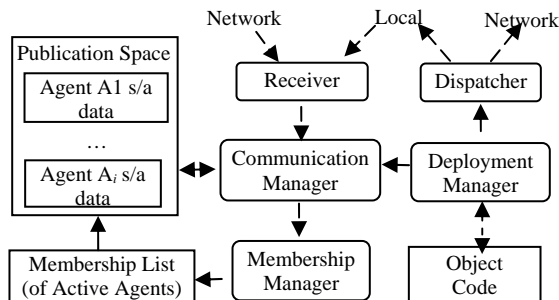 Network
Local
Network
Publication Space
Agent A1 s/a
data
…
Agent Ai s/a
data
Receiver
Dispatcher
Communication
Manager
Deployment
Manager
Membership List
(of Active Agents)
Membership
Manager
Object
Code